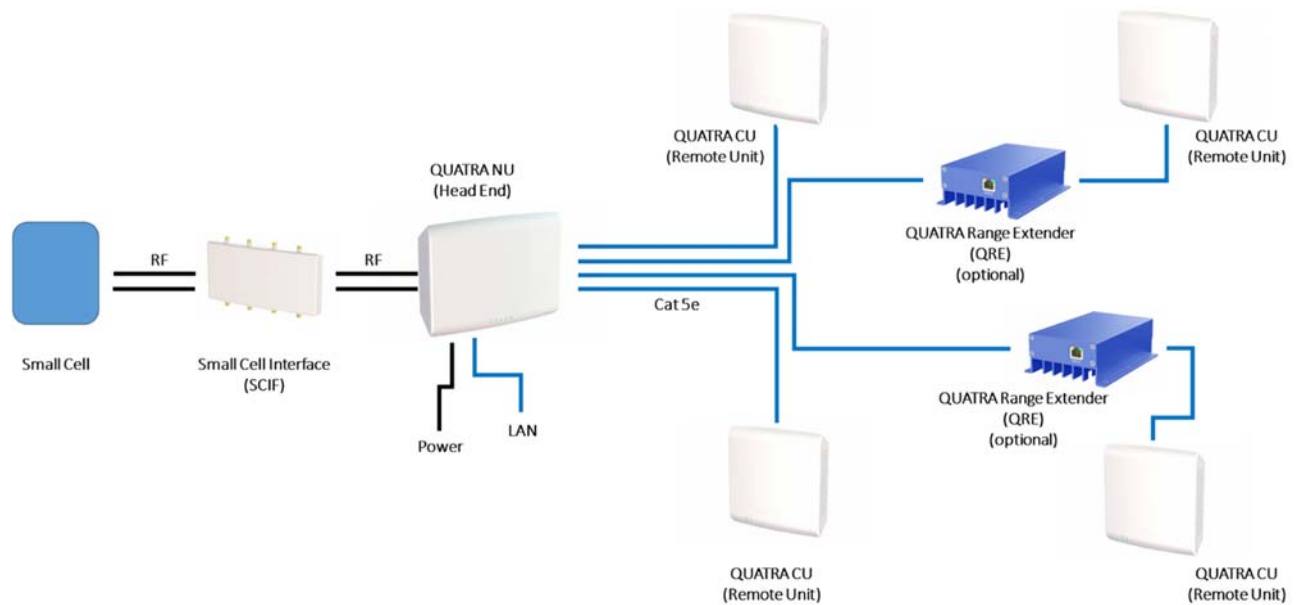 QUATRA CU
(Remote Unit)
QUATRA CU
(Remote Unit)
QUATRA NU
(Head End)
QUATRA Range Extender
(QRE)
(optional)
RF
RF
Cat 5e
Small Cell
Small Cell Interface
(SCIF)
Power
LAN
QUATRA Range Extender
(QRE)
(optional)
QUATRA CU
(Remote Unit)
QUATRA CU
(Remote Unit)